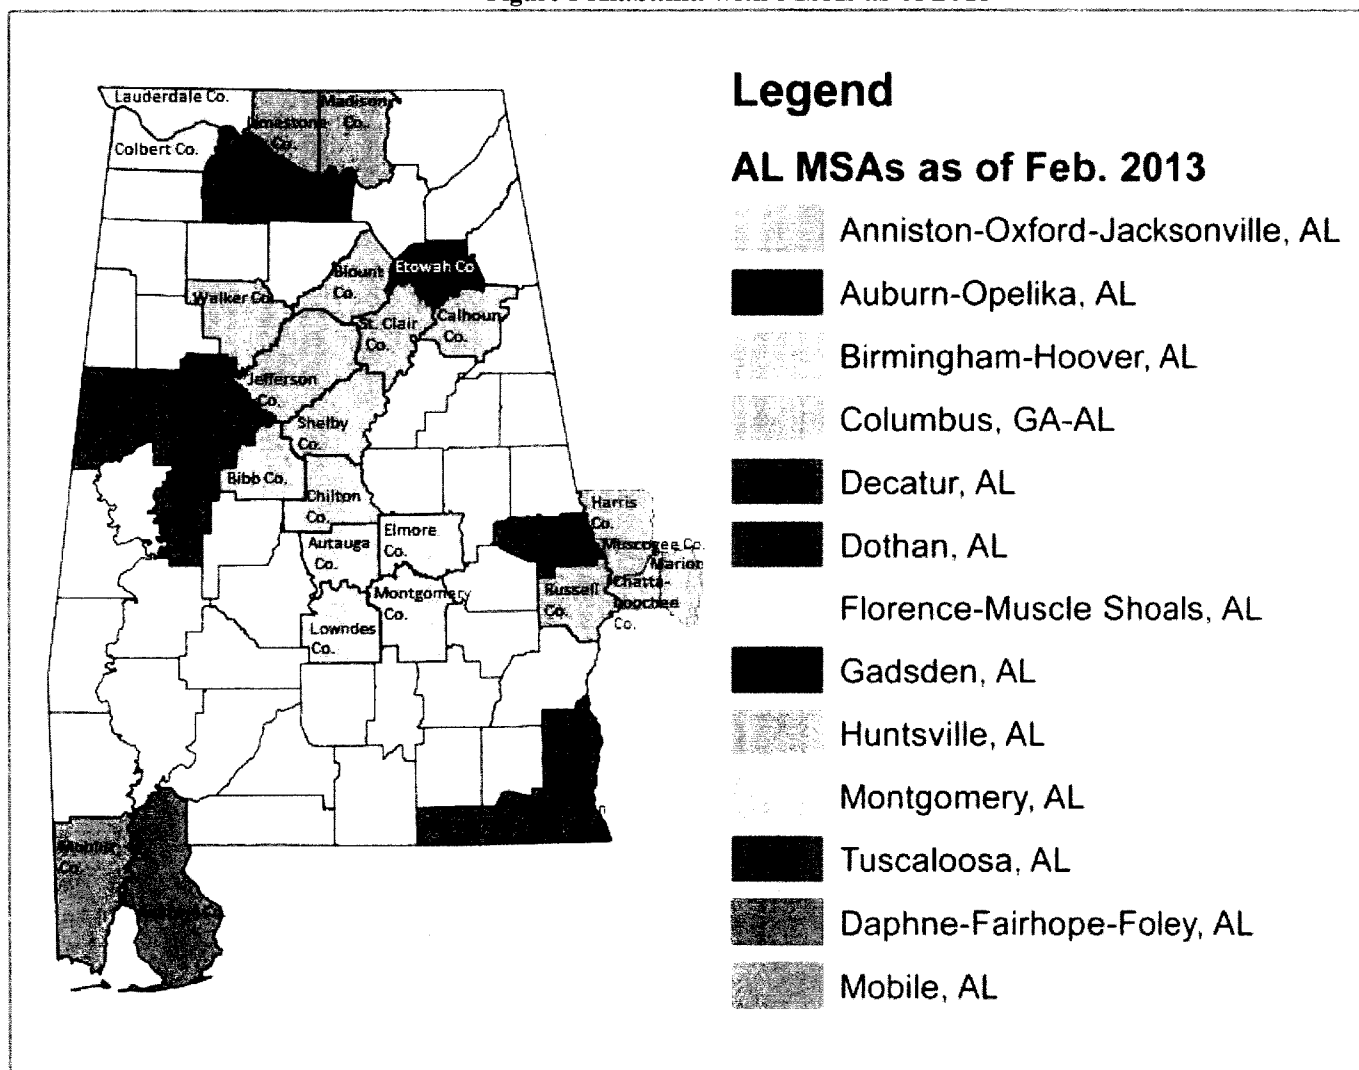 Legend
AL MSAs as of Feb. 2013
Anniston-Oxford-Jacksonville, AL
Auburn-Opelika, AL
Birmingham-Hoover, AL
Columbus, GA-AL
Decatur, AL
Dothan, AL
Florence-Muscle Shoals, AL
Gadsden, AL
Huntsville, AL
Montgomery, AL
Tuscaloosa, AL
Daphne-Fairhope-Foley, AL
Mobile, AL
Lauderdale Co.
Limestone
Co.
Madison
Co.
Colbert Co.
Etowah Co
Blount
Co.
Walker Co.
St. Clair
Co.
Calhoun
Co.
Jefferson
Co.
Shelby
Co.
Bibb Co.
Chilton
Co.
Autauga
Co.
Elmore
Co.
Montgomery
Co.
Lowndes
Co.
Harris
Co.
Muscogee Co.
Marion
Chatta-
hoochee
Co.
Russell
Co.
Mobile
Co.